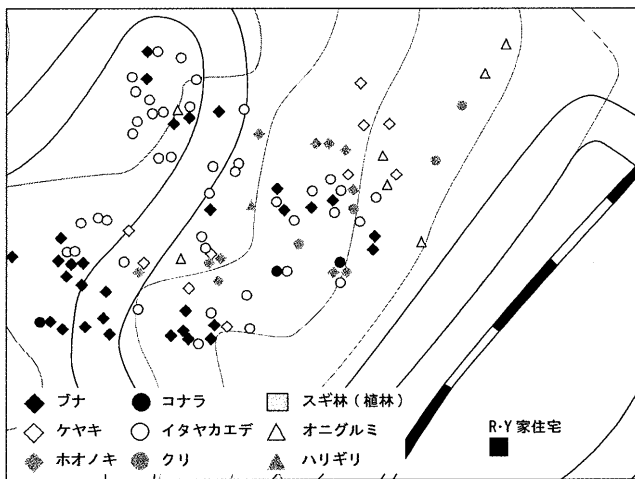 ブナ
コナラ
スギ林(植林)
ケヤキ
イタヤカエデ
オニグルミ
ホオノキ
クリ
ハリギリ
R・Y家住宅